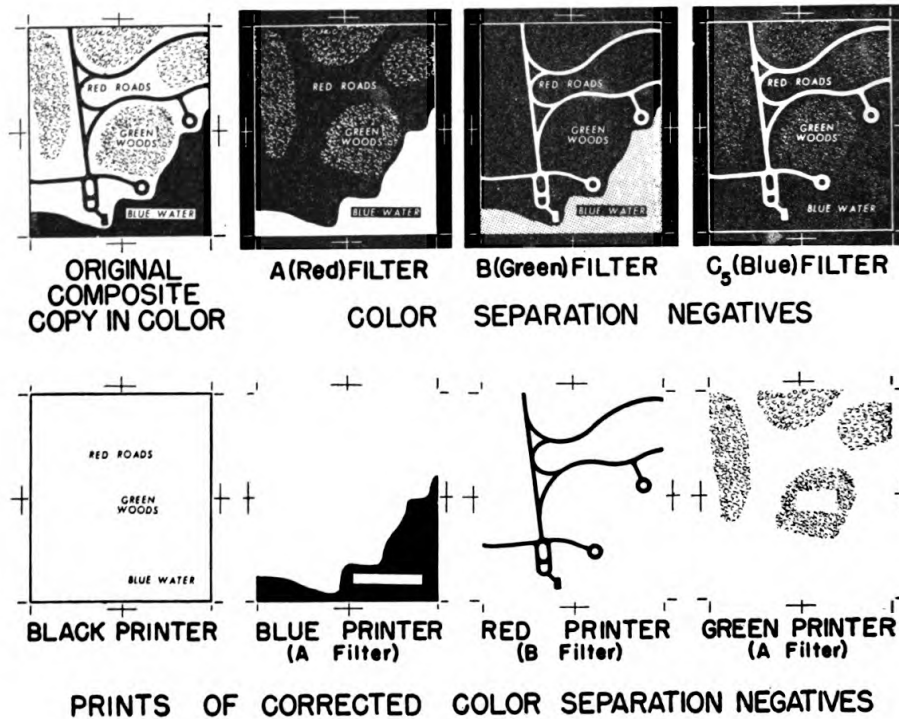 RED ROADS
GREEN
WOODS
BLUE WATER
ORIGINAL
COMPOSITE
COPY IN COLOR
RED ROADS
GREEN
WOODS
BLUE WATER
A(Red)FILTER
RED ROADS
GREEN
WOODS
BLUE WATER
B(Green)FILTER
RED ROADS
GREEN
WOODS
BLUE WATER
C5(Blue)FILTER
COLOR SEPARATION NEGATIVES
RED ROADS
GREEN
WOODS
BLUE WATER
BLACK PRINTER
BLUE PRINTER
(A Filter)
RED PRINTER
(B Filter)
GREEN PRINTER
(A Filter)
PRINTS OF CORRECTED COLOR SEPARATION NEGATIVES